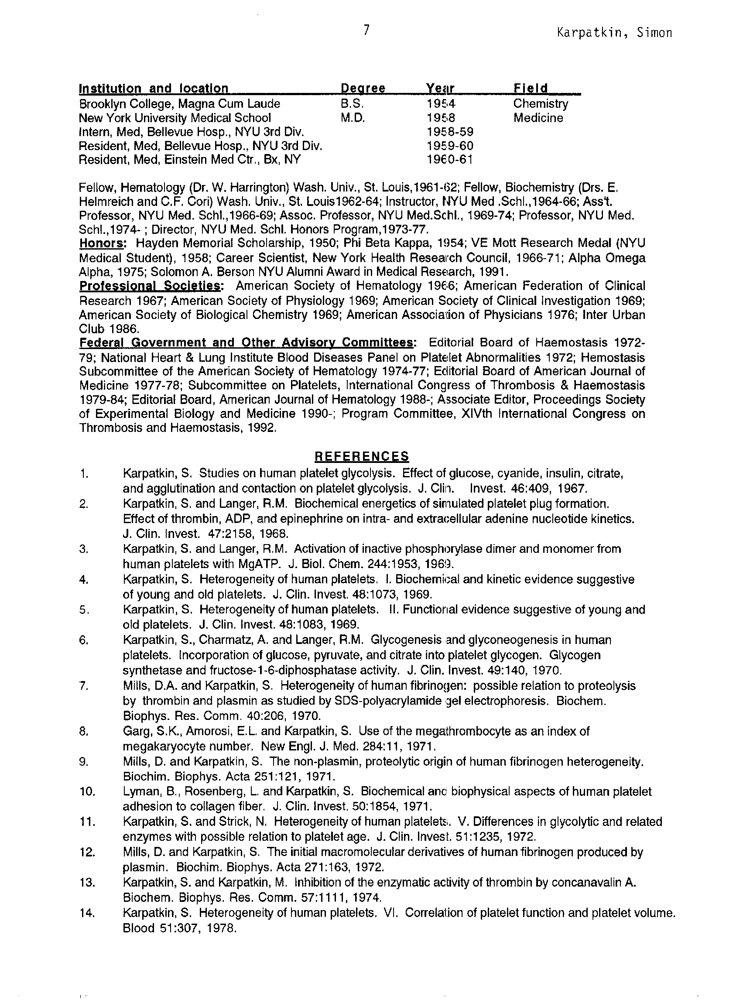 7
Karpatkin, Simon
Institution and location Degree Year Field
Brooklyn College, Magna Cum Laude B.S. 1954 Chemistry
New York University Medical School M.D. 1958 Medicine
Intern, Med, Bellevue Hosp., NYU 3rd Div. 1958-59
Resident, Med, Bellevue Hosp., NYU 3rd Div. 1959-60
Resident, Med, Einstein Med Ctr., Bx, NY 1960-61
Fellow, Hematology (Dr. W. Harrington) Wash. Univ., St. Louis,1961-62; Fellow, Biochemistry (Drs. E.
Helmreich and C.F. Cori) Wash. Univ., St. Louis1962-64; Instructor, NYU Med .Schl.,1964-66; Ass't.
Professor, NYU Med. Schl.,1966-69; Assoc. Professor, NYU Med.Schl., 1969-74; Professor, NYU Med.
Schl.,1974- ; Director, NYU Med. Schl. Honors Program,1973-77.
Honors: Hayden Memorial Scholarship, 1950; Phi Beta Kappa, 1954; VE Mott Research Medal (NYU
Medical Student), 1958; Career Scientist, New York Health Research Council, 1966-71; Alpha Omega
Alpha, 1975; Solomon A. Berson NYU Alumni Award in Medical Research, 1991.
Professional Societies: American Society of Hematology 1966; American Federation of Clinical
Research 1967; American Society of Physiology 1969; American Society of Clinical Investigation 1969;
American Society of Biological Chemistry 1969; American Association of Physicians 1976; Inter Urban
Club 1986.
Federal Government and Other Advisory Committees: Editorial Board of Haemostasis 1972-
79; National Heart & Lung Institute Blood Diseases Panel on Platelet Abnormalities 1972; Hemostasis
Subcommittee of the American Society of Hematology 1974-77; Editorial Board of American Journal of
Medicine 1977-78; Subcommittee on Platelets, International Congress of Thrombosis & Haemostasis
1979-84; Editorial Board, American Journal of Hematology 1988-; Associate Editor, Proceedings Society
of Experimental Biology and Medicine 1990-; Program Committee, XIVth International Congress on
Thrombosis and Haemostasis, 1992.
REFERENCES
1. Karpatkin, S. Studies on human platelet glycolysis. Effect of glucose, cyanide, insulin, citrate,
and agglutination and contaction on platelet glycolysis. J. Clin. Invest. 46:409, 1967.
2. Karpatkin, S. and Langer, R.M. Biochemical energetics of simulated platelet plug formation.
Effect of thrombin, ADP, and epinephrine on intra- and extracellular adenine nucleotide kinetics.
J. Clin. Invest. 47:2158, 1968.
3. Karpatkin, S. and Langer, R.M. Activation of inactive phosphorylase dimer and monomer from
human platelets with MgATP. J. Biol. Chem. 244:1953, 1969.
4. Karpatkin, S. Heterogeneity of human platelets. I. Biochemical and kinetic evidence suggestive
of young and old platelets. J. Clin. Invest. 48:1073, 1969.
5. Karpatkin, S. Heterogeneity of human platelets. II. Functional evidence suggestive of young and
old platelets. J. Clin. Invest. 48:1083, 1969.
6. Karpatkin, S., Charmatz, A. and Langer, R.M. Glycogenesis and glyconeogenesis in human
platelets. Incorporation of glucose, pyruvate, and citrate into platelet glycogen. Glycogen
synthetase and fructose-1-6-diphosphatase activity. J. Clin. Invest. 49:140, 1970.
7. Mills, D.A. and Karpatkin, S. Heterogeneity of human fibrinogen: possible relation to proteolysis
by thrombin and plasmin as studied by SDS-polyacrylamide gel electrophoresis. Biochem.
Biophys. Res. Comm. 40:206, 1970.
8. Garg, S.K., Amorosi, E.L. and Karpatkin, S. Use of the megathrombocyte as an index of
megakaryocyte number. New Engl. J. Med. 284:11, 1971.
9. Mills, D. and Karpatkin, S. The non-plasmin, proteolytic origin of human fibrinogen heterogeneity.
Biochim. Biophys. Acta 251:121, 1971.
10. Lyman, B., Rosenberg, L. and Karpatkin, S. Biochemical and biophysical aspects of human platelet
adhesion to collagen fiber. J. Clin. Invest. 50:1854, 1971.
11. Karpatkin, S. and Strick, N. Heterogeneity of human platelets. V. Differences in glycolytic and related
enzymes with possible relation to platelet age. J. Clin. Invest. 51:1235, 1972.
12. Mills, D. and Karpatkin, S. The initial macromolecular derivatives of human fibrinogen produced by
plasmin. Biochim. Biophys. Acta 271:163, 1972.
13. Karpatkin, S. and Karpatkin, M. Inhibition of the enzymatic activity of thrombin by concanavalin A.
Biochem. Biophys. Res. Comm. 57:1111, 1974.
14. Karpatkin, S. Heterogeneity of human platelets. VI. Correlation of platelet function and platelet volume.
Blood 51:307, 1978.